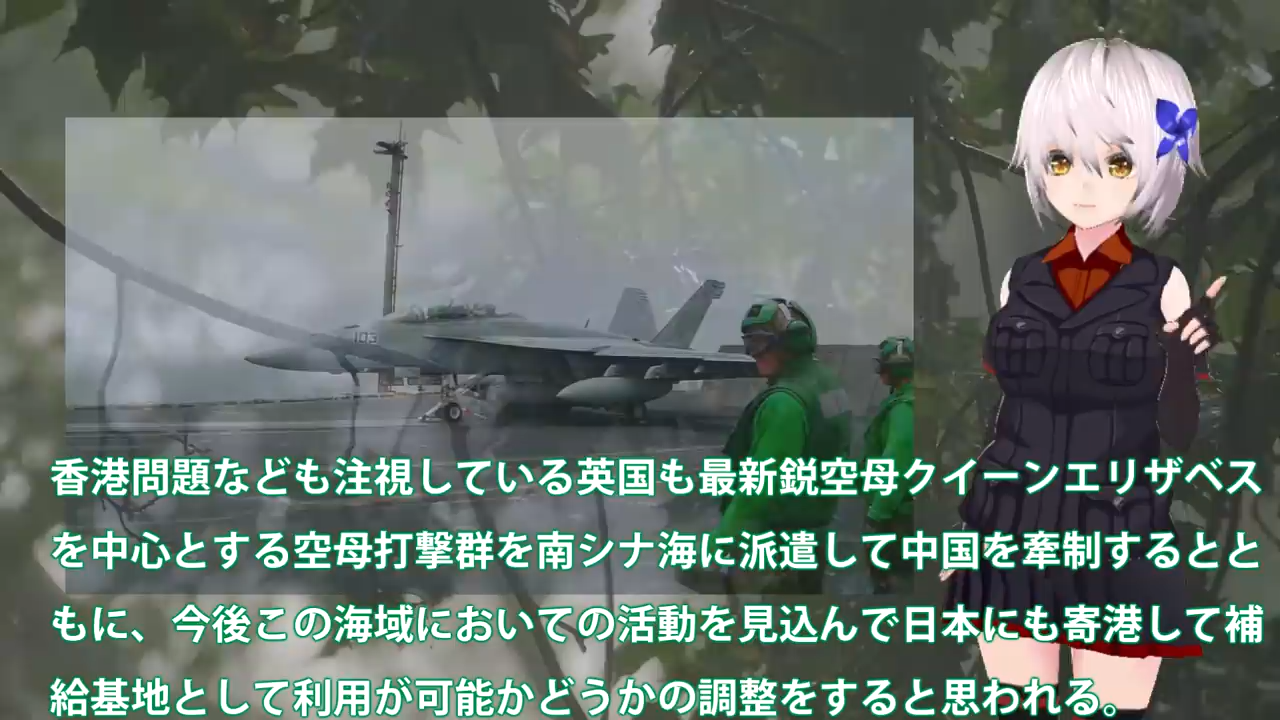 103
香港問題なども注視している英国も最新鋭空母クイーンエリザベス
を中心とする空母打撃群を南シナ海に派遣して中国を牽制するとと
もに、今後この海域においての活動を見込んで日本にも寄港して補
給基地として利用が可能かどうかの調整をすると思われる。